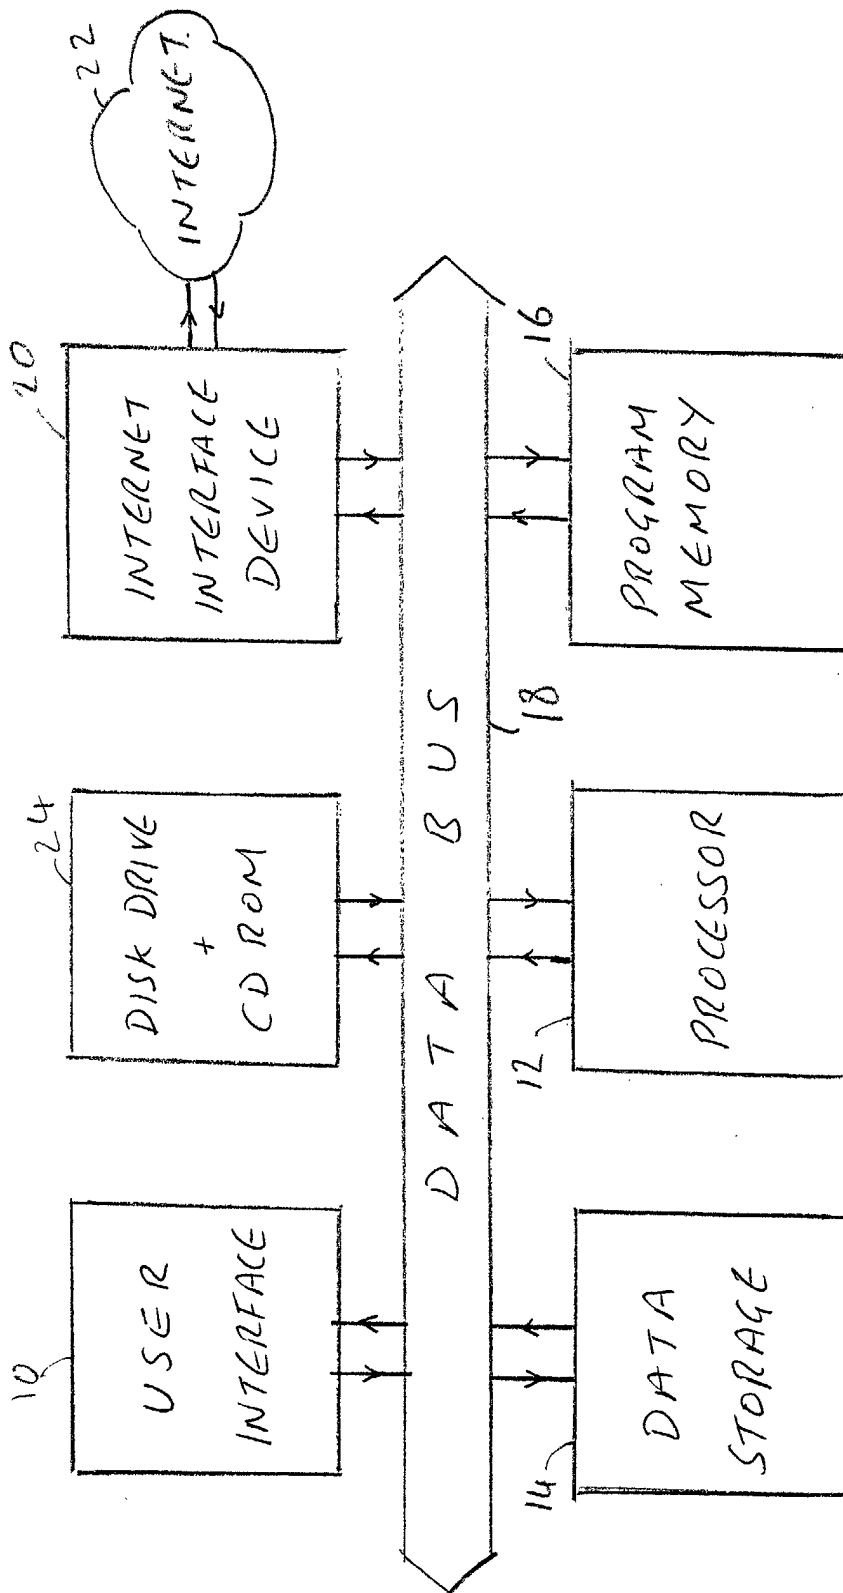 10
USER
INTERFACE
24
DISK DRIVE
+
CD ROM
20
INTERNET
INTERFACE
DEVICE
22
INTERNET
DATA BUS
18
14
DATA
STORAGE
12
PROCESSOR
16
PROGRAM
MEMORY